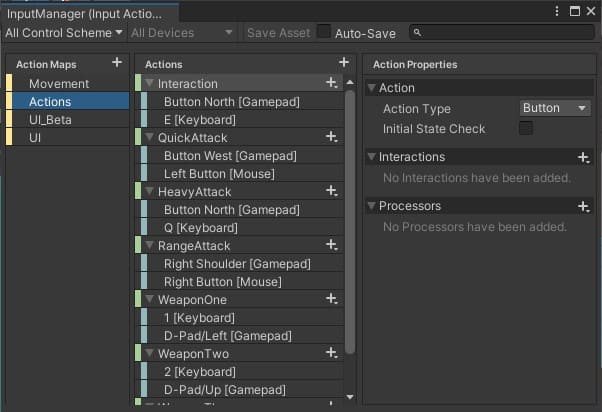 InputManager (Input Actio...
All Control Scheme
All Devices
Save Asset
Auto-Save
Action Maps
Movement
Actions
UI_Beta
UI
Actions
Interaction
Button North [Gamepad]
E [Keyboard]
QuickAttack
Button West [Gamepad]
Left Button [Mouse]
HeavyAttack
Button North [Gamepad]
Q [Keyboard]
RangeAttack
Right Shoulder [Gamepad]
Right Button [Mouse]
WeaponOne
1 [Keyboard]
D-Pad/Left [Gamepad]
WeaponTwo
2 [Keyboard]
D-Pad/Up [Gamepad]
Action Properties
Action
Action Type
Button
Initial State Check
Interactions
No Interactions have been added.
Processors
No Processors have been added.